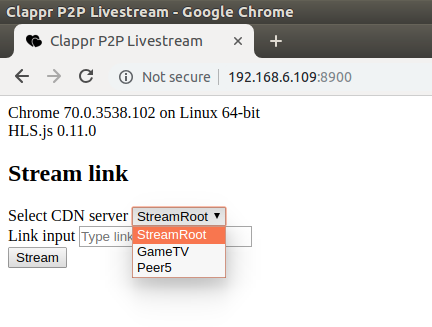 Clappr P2P Livestream - Google Chrome
Clappr P2P Livestream
Not secure 192.168.6.109:8900
Chrome 70.0.3538.102 on Linux 64-bit
HLS.js 0.11.0
Stream link
Select CDN server StreamRoot
Link input Type link
StreamRoot
GameTV
Peer5
Stream